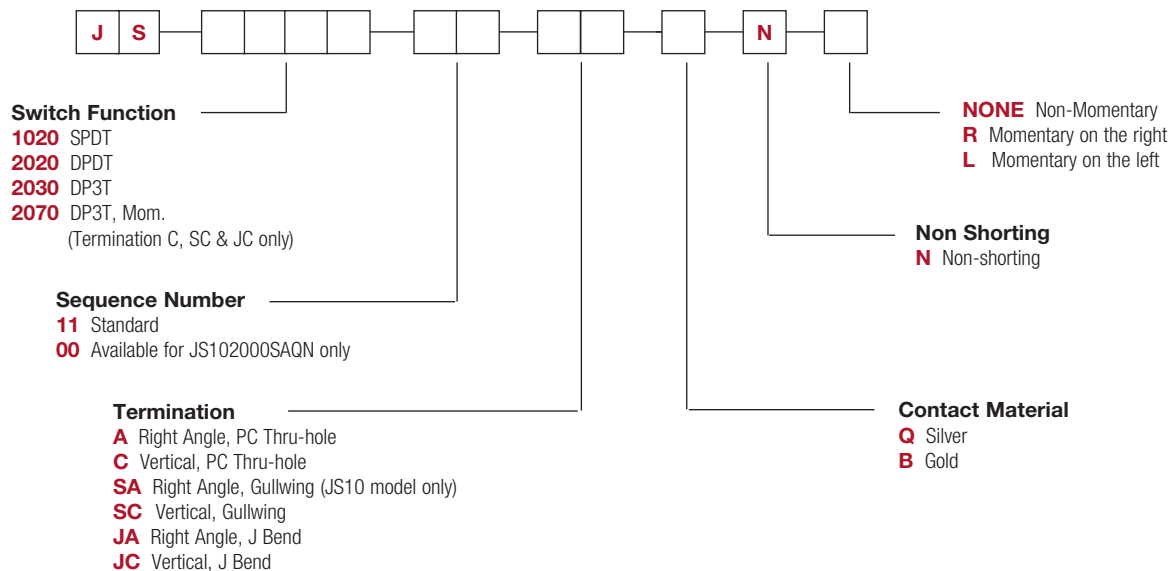 J S N
Switch Function
1020 SPDT
2020 DPDT
2030 DP3T
2070 DP3T, Mom.
(Termination C, SC & JC only)
Sequence Number
11 Standard
00 Available for JS102000SAQN only
Termination
A Right Angle, PC Thru-hole
C Vertical, PC Thru-hole
SA Right Angle, Gullwing (JS10 model only)
SC Vertical, Gullwing
JA Right Angle, J Bend
JC Vertical, J Bend
NONE Non-Momentary
R Momentary on the right
L Momentary on the left
Non Shorting
N Non-shorting
Contact Material
Q Silver
B Gold